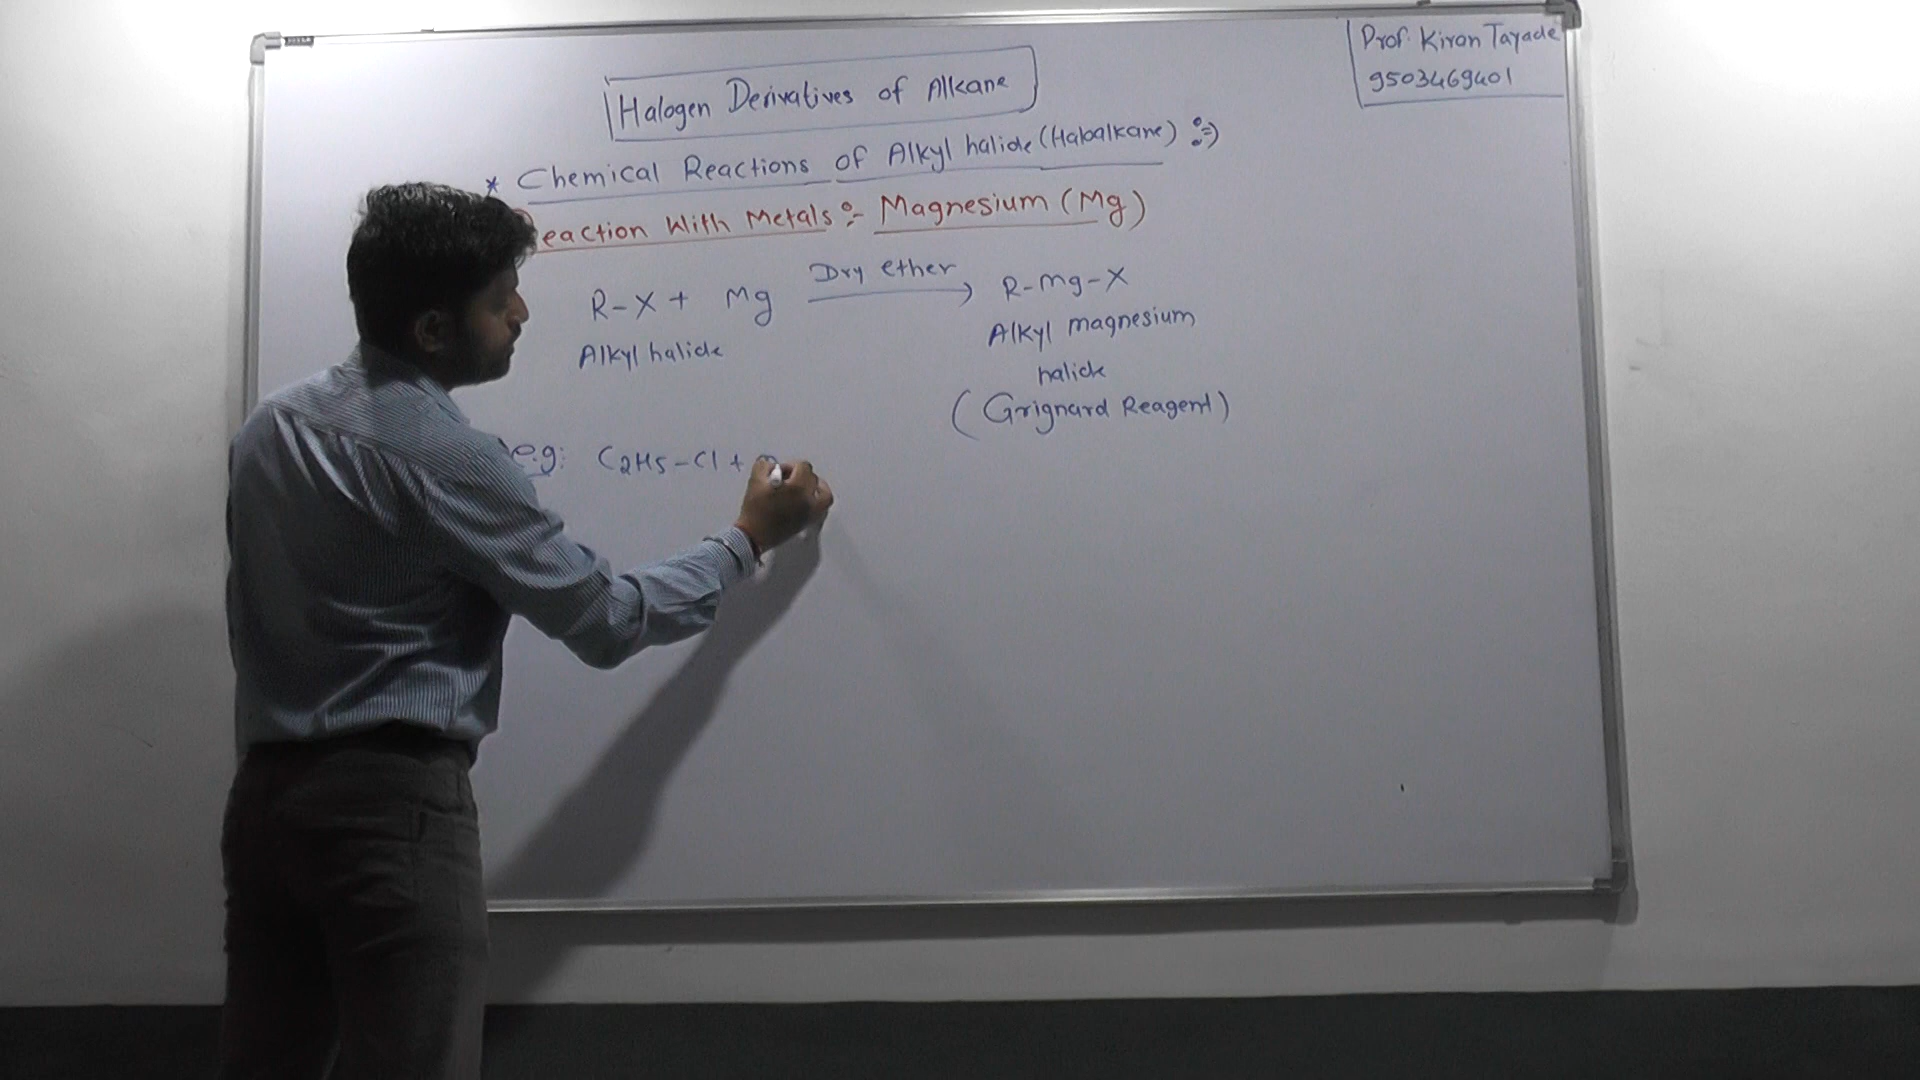 Prof. Kiran Tayade
9503469401
Halogen Derivatives of Alkane
* Chemical Reactions of Alkyl halide (Haloalkane) :⇒
Reaction With Metals :- Magnesium (Mg)
R-X + Mg Dry ether → R-Mg-X
Alkyl halide Alkyl magnesium
halide
(Grignard Reagent)
e.g: C2H5-Cl +